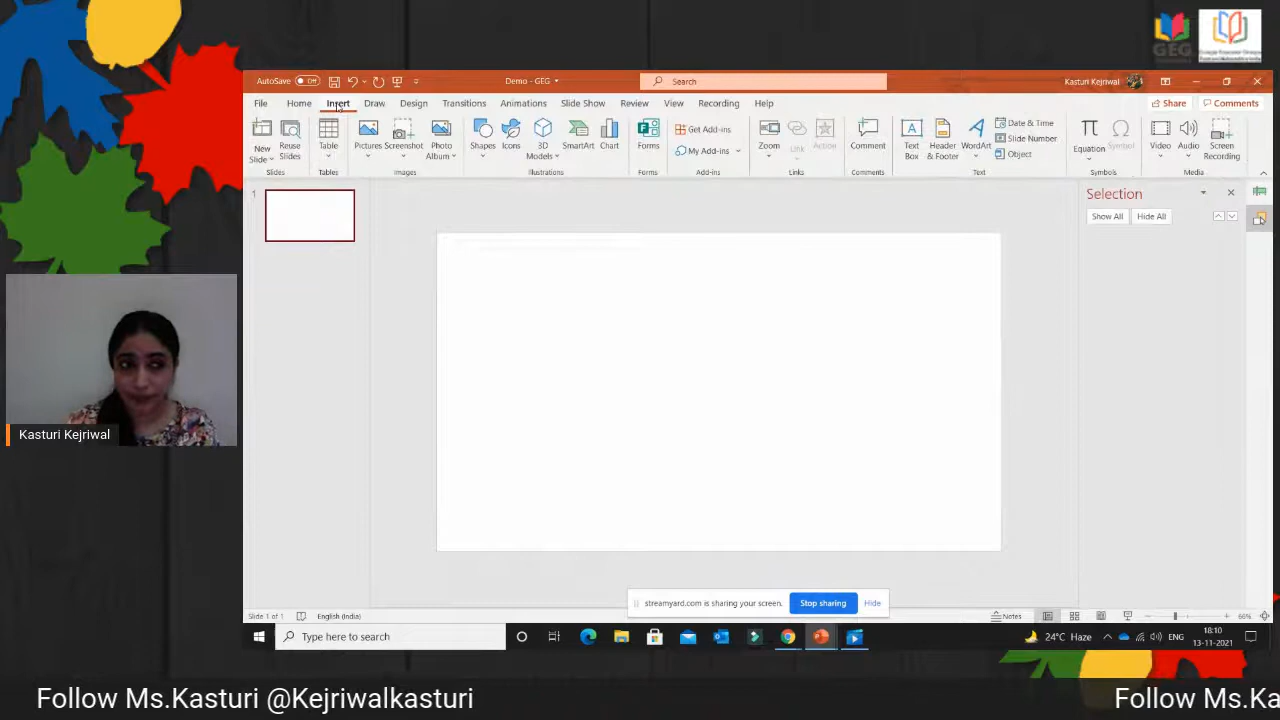 GEG
AutoSave Off
Demo - GEG
Search
Kasturi Kejriwal
File Home Insert Draw Design Transitions Animations Slide Show Review View Recording Help
Share Comments
New Slide
Reuse Slides
Table
Pictures
Screenshot
Photo Album
Shapes
Icons
3D Models
SmartArt
Chart
Forms
Get Add-ins
My Add-ins
Zoom
Link
Action
Comment
Text Box
Header & Footer
WordArt
Date & Time
Slide Number
Object
Equation
Symbol
Video
Audio
Screen Recording
Slides Tables Images Illustrations Forms Add-ins Links Comments Text Symbols Media
1
Selection
Show All Hide All
Kasturi Kejriwal
streamyard.com is sharing your screen. Stop sharing Hide
Slide 1 of 1 English (India) Notes 66%
Type here to search
24°C Haze ENG
18:10
13-11-2021
Follow Ms.Kasturi @Kejriwalkasturi
Follow Ms.Ka